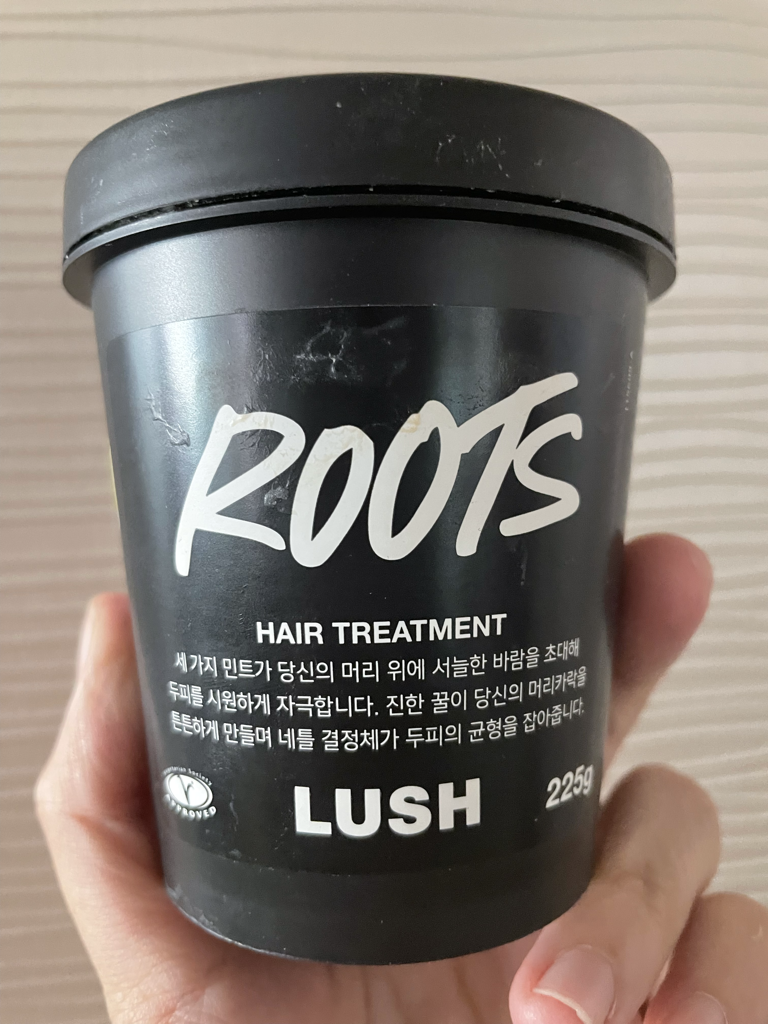 ROOTS
HAIR TREATMENT
세 가지 민트가 당신의 머리 위에 서늘한 바람을 초대해
두피를 시원하게 자극합니다. 진한 꿀이 당신의 머리카락을
튼튼하게 만들며 네틀 결정체가 두피의 균형을 잡아줍니다.
Vegetarian Society
V
APPROVED
LUSH
225g